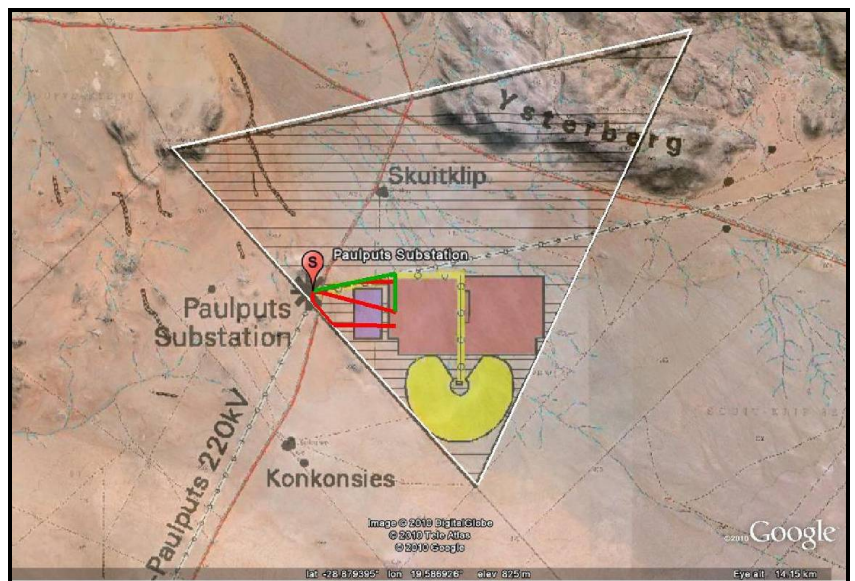 Ysterberg
Skuitklip
S
Paulputs Substation
Paulputs
Substation
-Paulputs 220kV
Konkonsies
Image © 2010 DigitalGlobe
© 2010 Tele Atlas
© 2010 Google
©2010 Google
lat -28.879395° lon 19.586926° elev 825 m
Eye alt 14.15 km